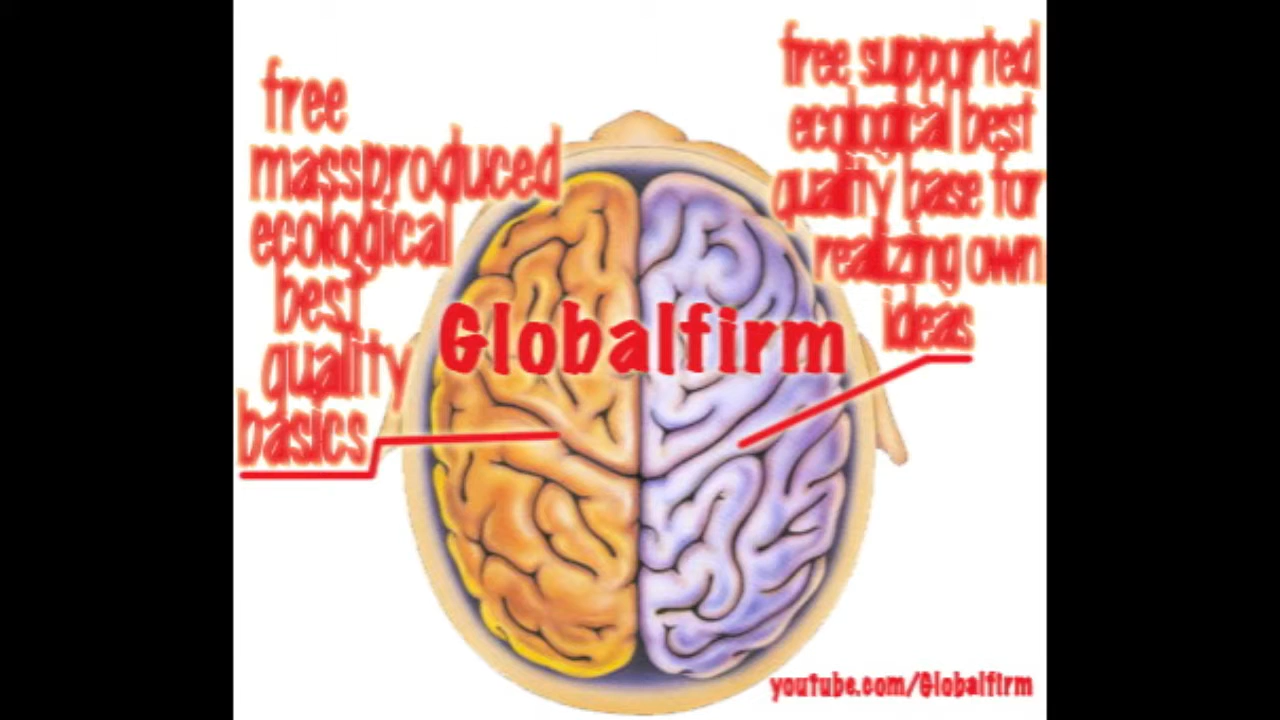 free
massproduced
ecological
best
quality
basics
free supported
ecological best
quality base for
realizing own
ideas
Globalfirm
youtube.com/Globalfirm